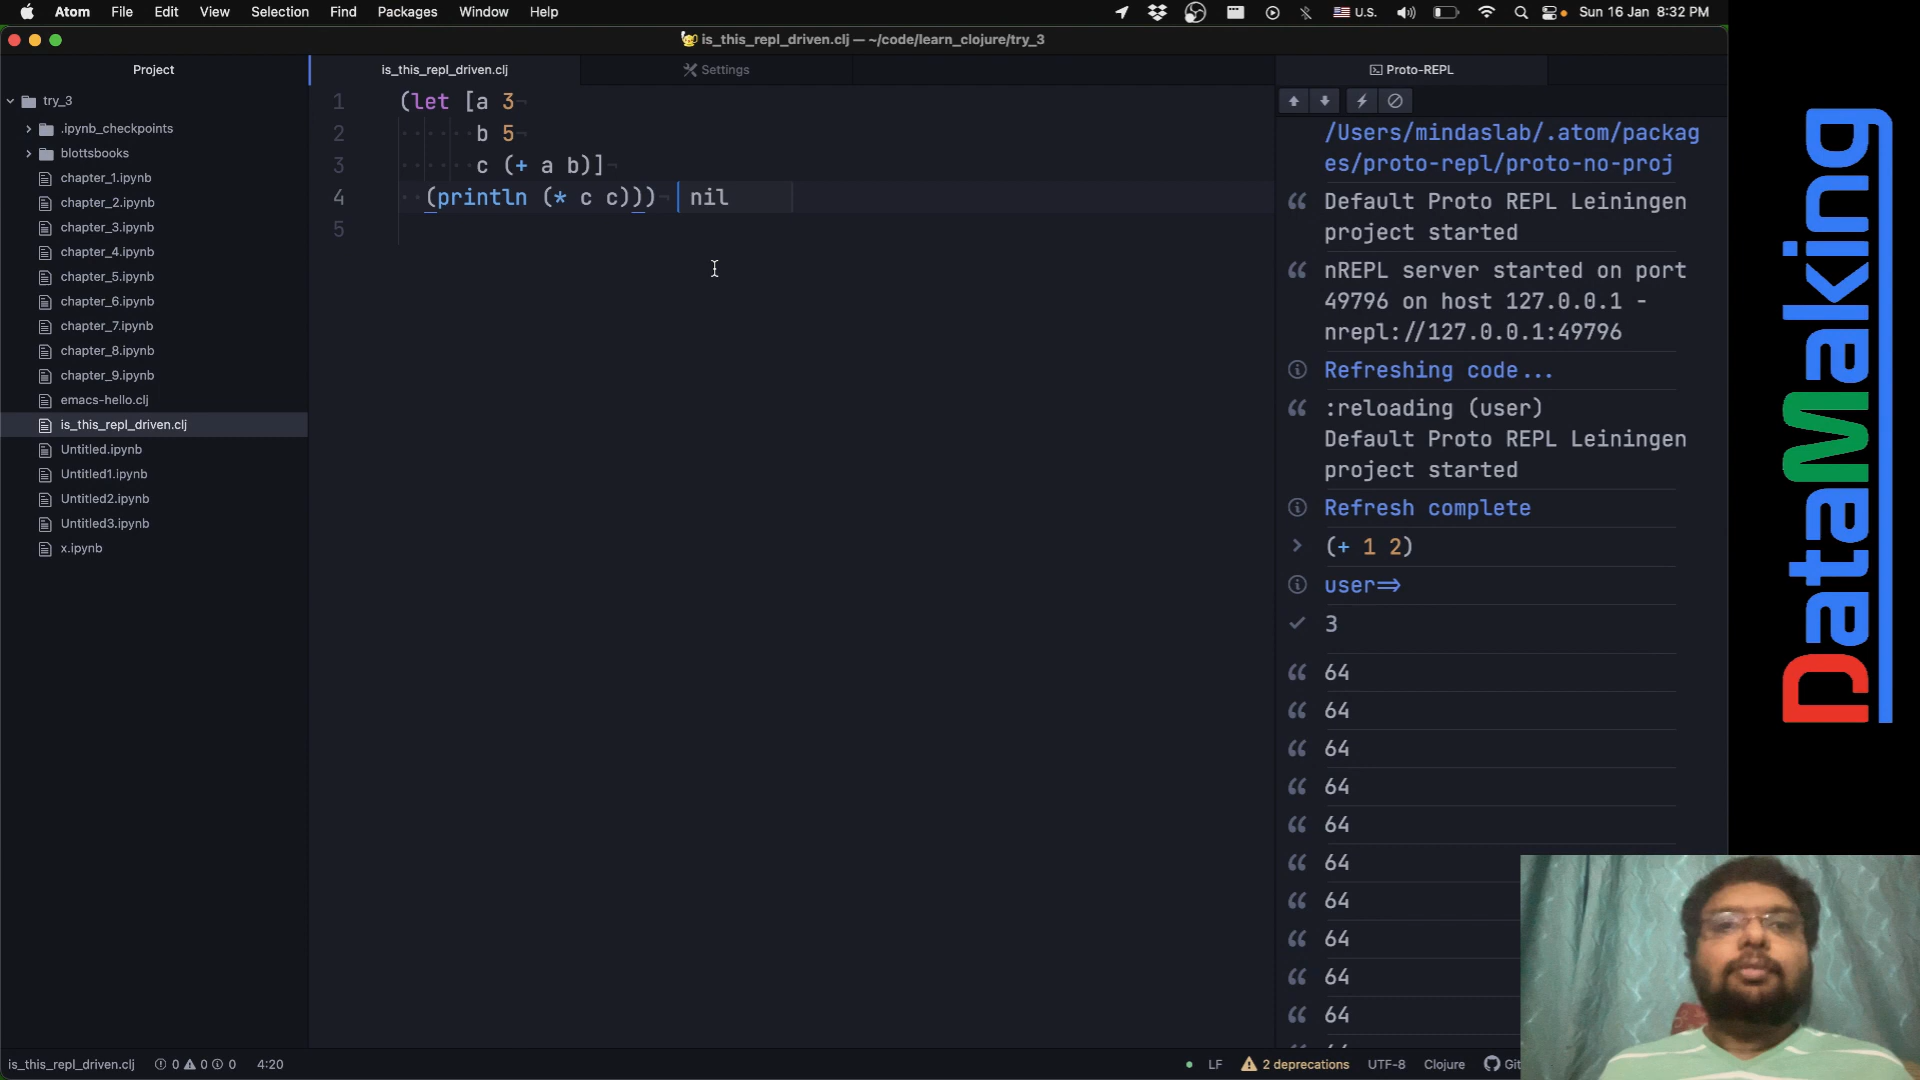 Atom File Edit View Selection Find Packages Window Help U.S. Sun 16 Jan 8:32 PM
is_this_repl_driven.clj — ~/code/learn_clojure/try_3
Project
is_this_repl_driven.clj
Settings
Proto-REPL
try_3
.ipynb_checkpoints
blottsbooks
chapter_1.ipynb
chapter_2.ipynb
chapter_3.ipynb
chapter_4.ipynb
chapter_5.ipynb
chapter_6.ipynb
chapter_7.ipynb
chapter_8.ipynb
chapter_9.ipynb
emacs-hello.clj
is_this_repl_driven.clj
Untitled.ipynb
Untitled1.ipynb
Untitled2.ipynb
Untitled3.ipynb
x.ipynb
1 (let [a 3
2 b 5
3 c (+ a b)]
4 (println (* c c))) nil
5
/Users/mindaslab/.atom/packag
es/proto-repl/proto-no-proj
Default Proto REPL Leiningen
project started
nREPL server started on port
49796 on host 127.0.0.1 -
nrepl://127.0.0.1:49796
Refreshing code...
:reloading (user)
Default Proto REPL Leiningen
project started
Refresh complete
(+ 1 2)
user=>
3
64
64
64
64
64
64
64
64
64
64
DataMaking
is_this_repl_driven.clj 0 0 0 4:20 LF 2 deprecations UTF-8 Clojure Git